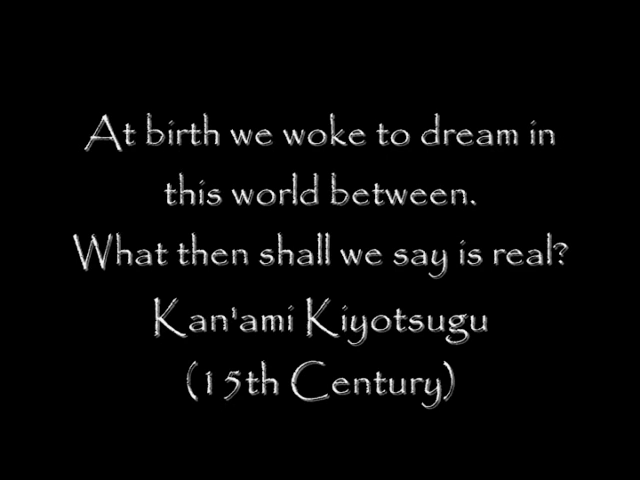 At birth we woke to dream in
this world between.
What then shall we say is real?
Kan'ami Kiyotsugu
(15th Century)